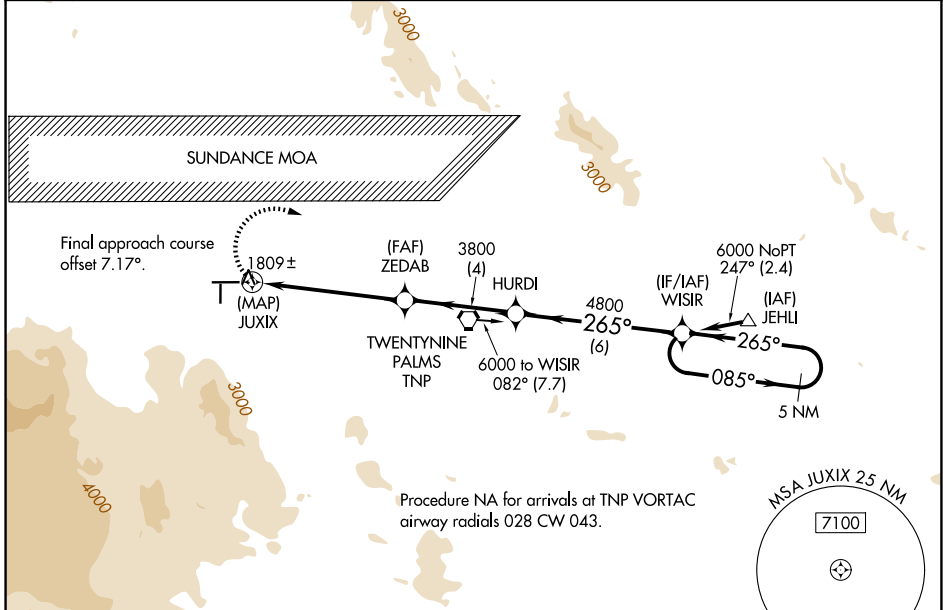 3000
SUNDANCE MOA
3000
Final approach course
offset 7.17°.
1809±
(MAP)
JUXIX
(FAF)
ZEDAB
3800
(4)
HURDI
TWENTYNINE
PALMS
TNP
6000 to WISIR
082° (7.7)
4800
265°
(6)
(IF/IAF)
WISIR
6000 NoPT
247° (2.4)
(IAF)
JEHLI
265°
085°
5 NM
3000
4000
Procedure NA for arrivals at TNP VORTAC
airway radials 028 CW 043.
MSA JUXIX 25 NM
7100